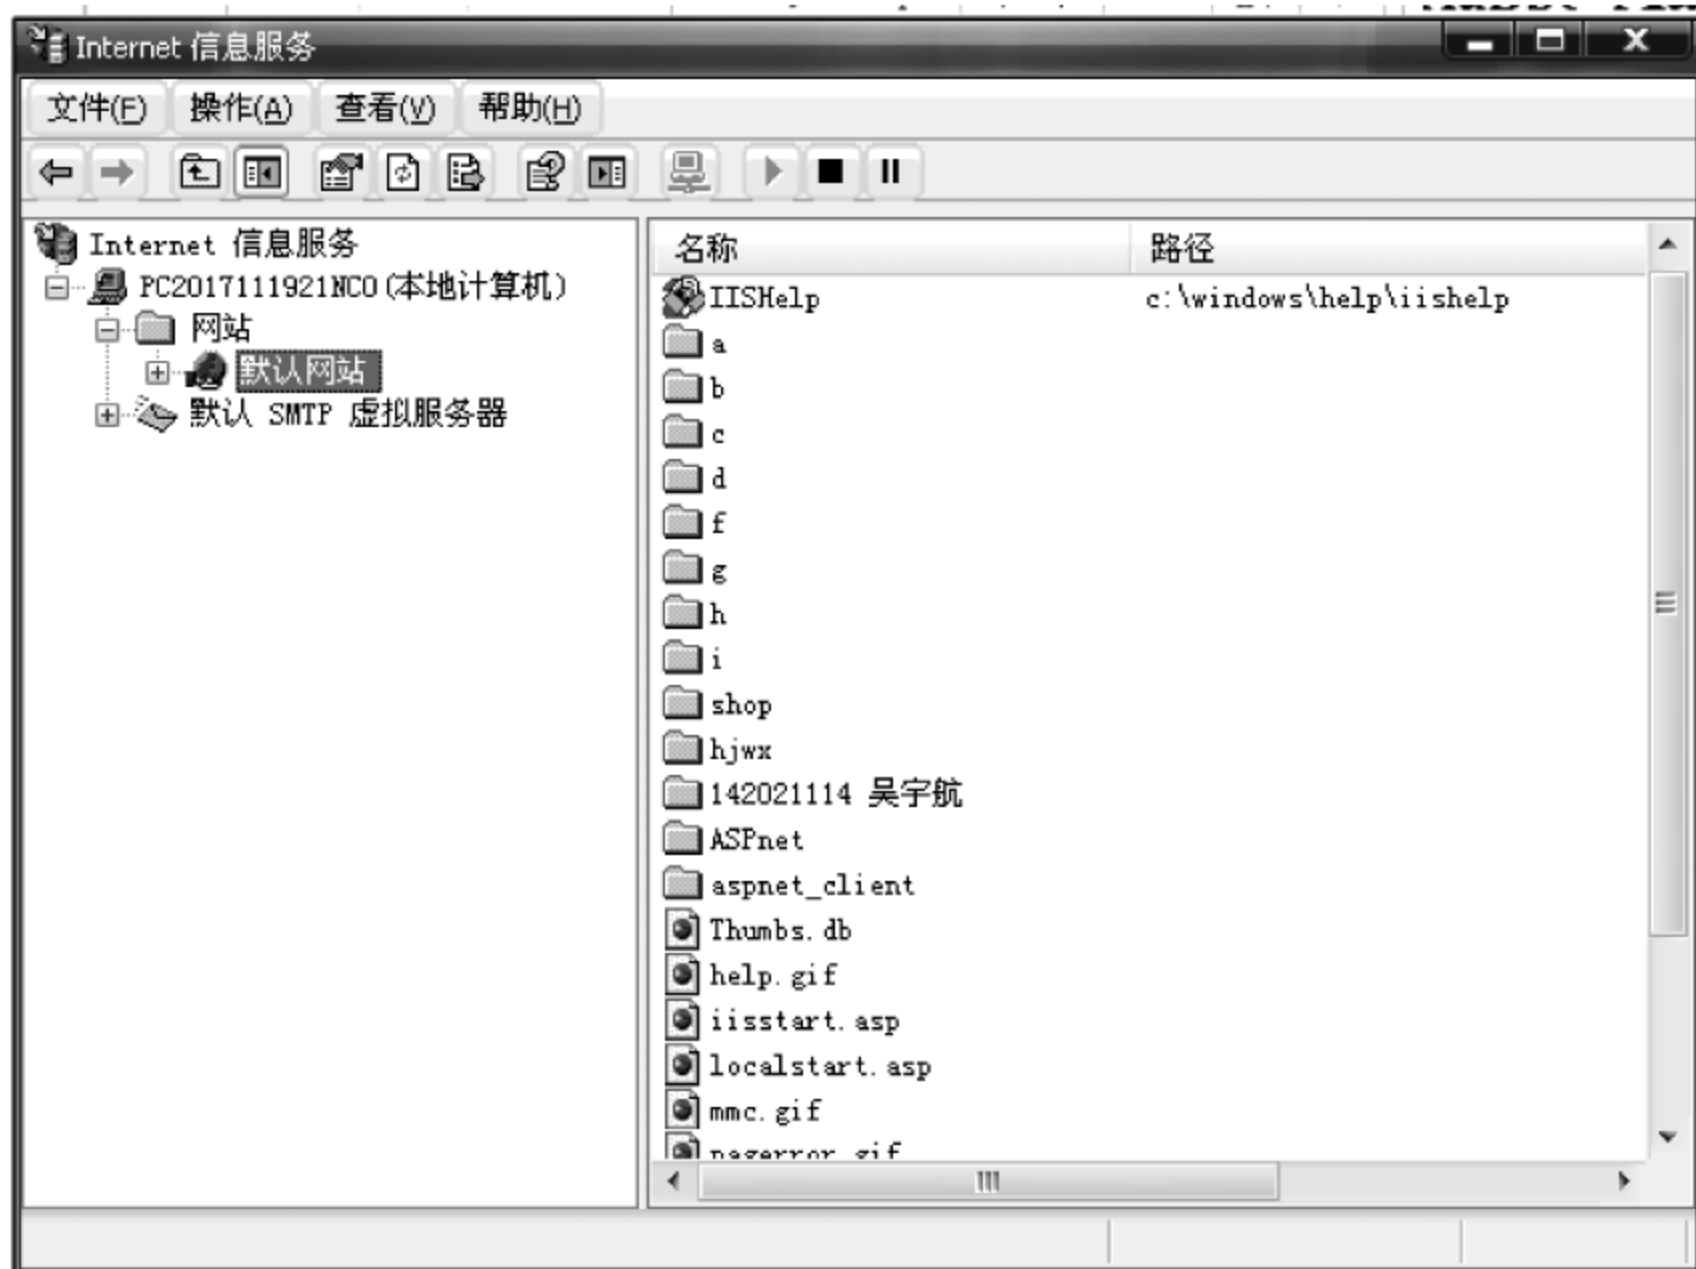 Internet 信息服务
文件(F) 操作(A) 查看(V) 帮助(H)
Internet 信息服务
PC2017111921NCO(本地计算机)
网站
默认网站
默认 SMTP 虚拟服务器
名称 路径
IISHelp c:\windows\help\iishelp
a
b
c
d
f
g
h
i
shop
hjwx
142021114 吴宇航
ASPnet
aspnet_client
Thumbs.db
help.gif
iisstart.asp
localstart.asp
mmc.gif
pagerror.gif